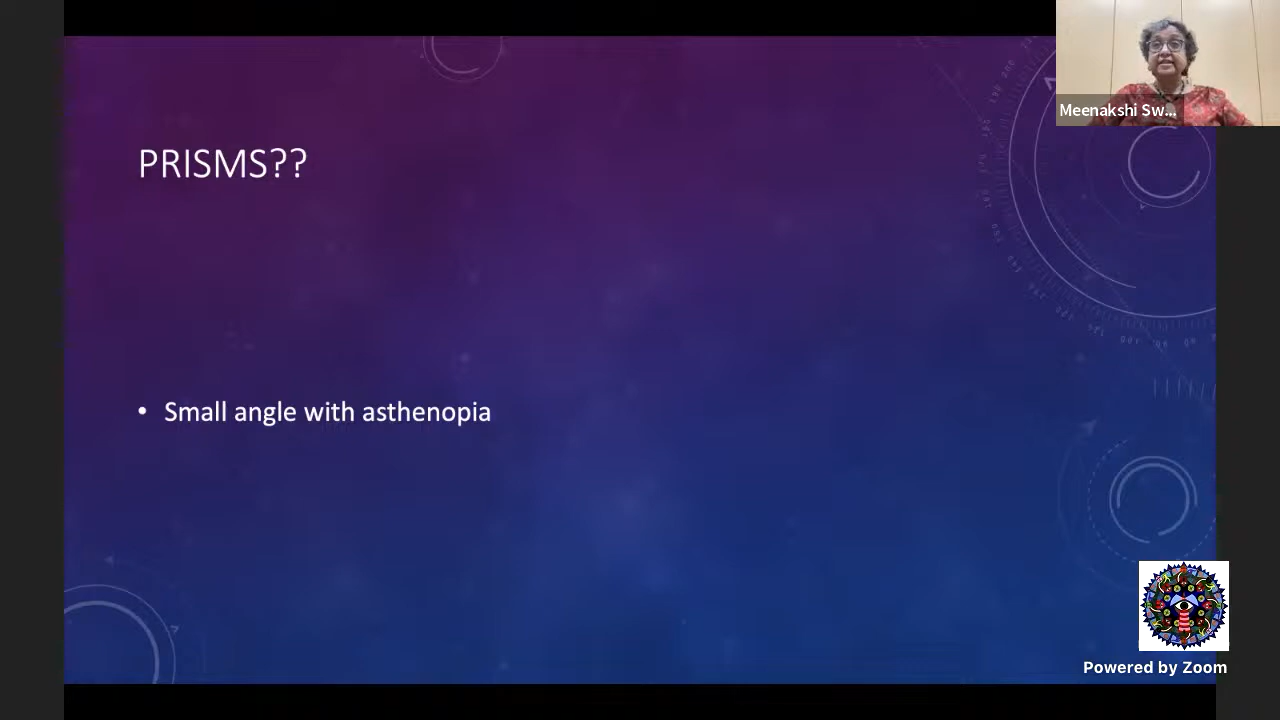 PRISMS??
Meenakshi Sw...
• Small angle with asthenopia
Powered by Zoom